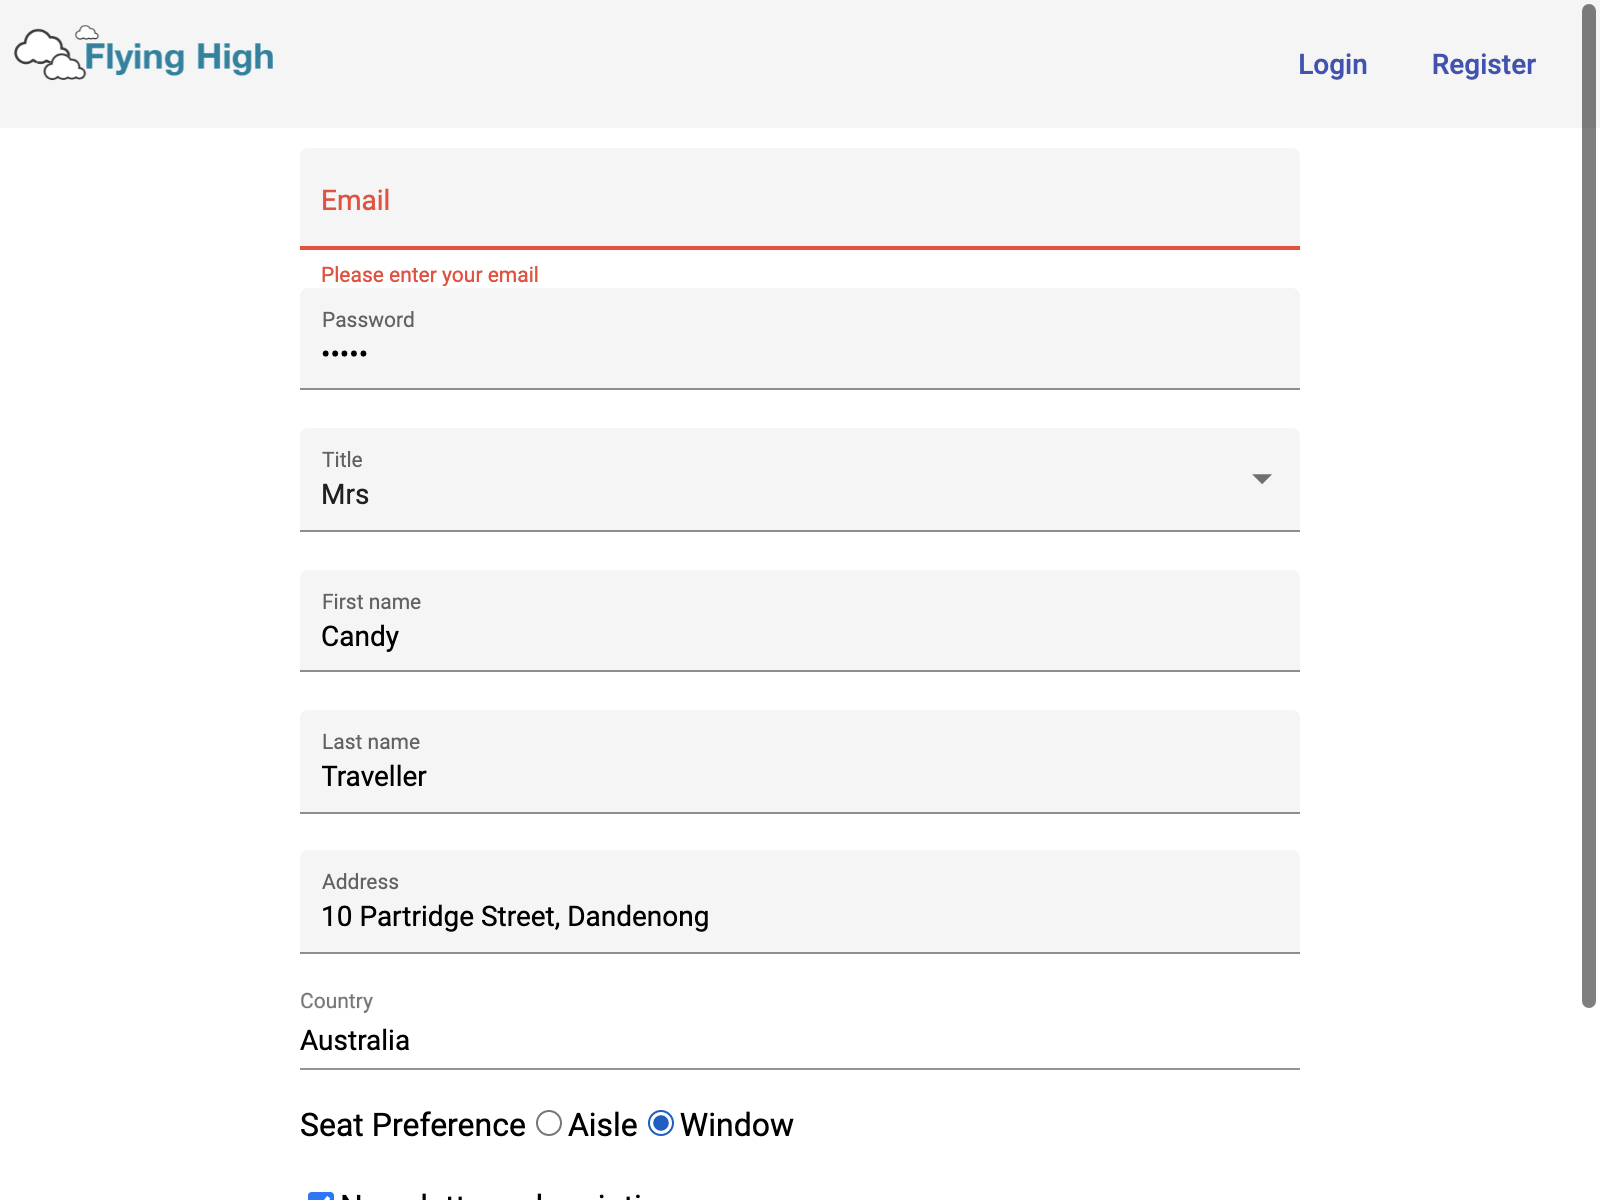 Flying High
Login
Register
Email
Please enter your email
Password
Title
Mrs
First name
Candy
Last name
Traveller
Address
10 Partridge Street, Dandenong
Country
Australia
Seat Preference Aisle Window